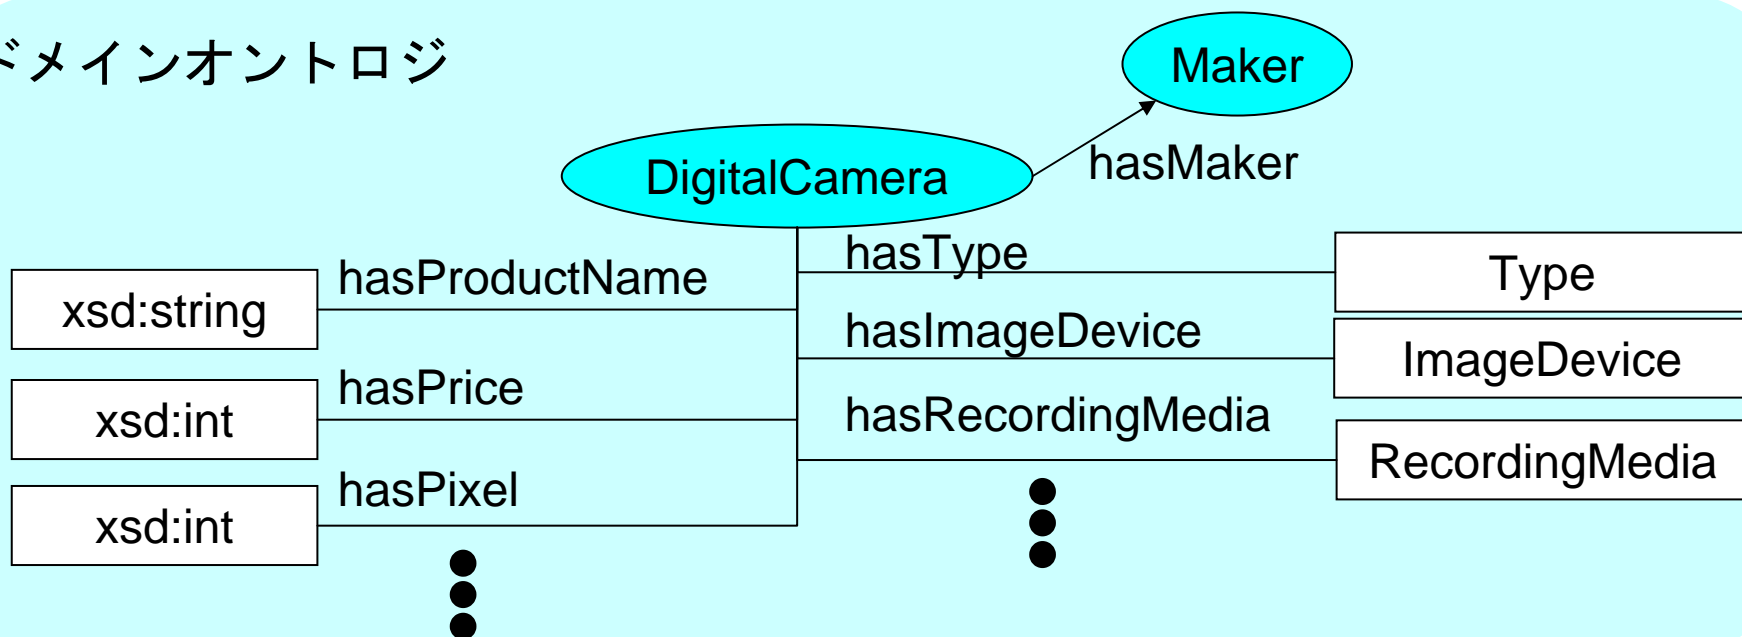 ドメインオントロジ
Maker
DigitalCamera
hasMaker
hasProductName
xsd:string
hasPrice
xsd:int
hasPixel
xsd:int
hasType
Type
hasImageDevice
ImageDevice
hasRecordingMedia
RecordingMedia